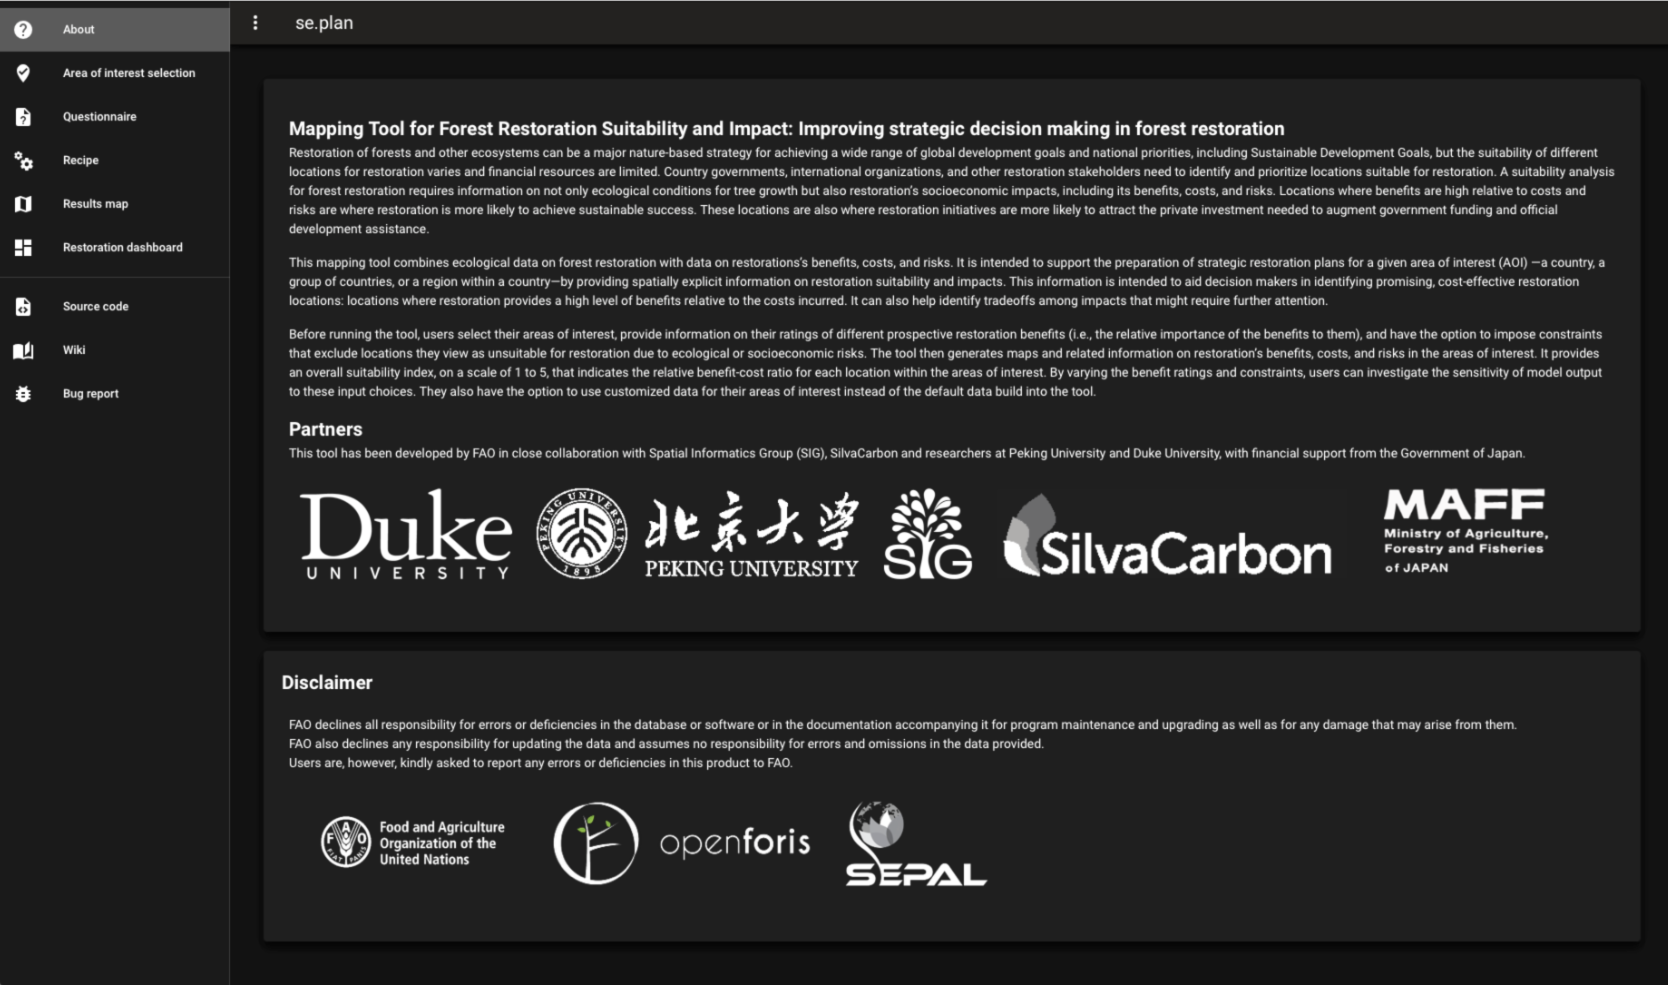 About
Area of interest selection
Questionnaire
Recipe
Results map
Restoration dashboard
Source code
Wiki
Bug report
se.plan
Mapping Tool for Forest Restoration Suitability and Impact: Improving strategic decision making in forest restoration
Restoration of forests and other ecosystems can be a major nature-based strategy for achieving a wide range of global development goals and national priorities, including Sustainable Development Goals, but the suitability of different
locations for restoration varies and financial resources are limited. Country governments, international organizations, and other restoration stakeholders need to identify and prioritize locations suitable for restoration. A suitability analysis
for forest restoration requires information on not only ecological conditions for tree growth but also restoration's socioeconomic impacts, including its benefits, costs, and risks. Locations where benefits are high relative to costs and
risks are where restoration is more likely to achieve sustainable success. These locations are also where restoration initiatives are more likely to attract the private investment needed to augment government funding and official
development assistance.
This mapping tool combines ecological data on forest restoration with data on restorations's benefits, costs, and risks. It is intended to support the preparation of strategic restoration plans for a given area of interest (AOI) —a country, a
group of countries, or a region within a country—by providing spatially explicit information on restoration suitability and impacts. This information is intended to aid decision makers in identifying promising, cost-effective restoration
locations: locations where restoration provides a high level of benefits relative to the costs incurred. It can also help identify tradeoffs among impacts that might require further attention.
Before running the tool, users select their areas of interest, provide information on their ratings of different prospective restoration benefits (i.e., the relative importance of the benefits to them), and have the option to impose constraints
that exclude locations they view as unsuitable for restoration due to ecological or socioeconomic risks. The tool then generates maps and related information on restoration's benefits, costs, and risks in the areas of interest. It provides
an overall suitability index, on a scale of 1 to 5, that indicates the relative benefit-cost ratio for each location within the areas of interest. By varying the benefit ratings and constraints, users can investigate the sensitivity of model output
to these input choices. They also have the option to use customized data for their areas of interest instead of the default data build into the tool.
Partners
This tool has been developed by FAO in close collaboration with Spatial Informatics Group (SIG), SilvaCarbon and researchers at Peking University and Duke University, with financial support from the Government of Japan.
Duke
UNIVERSITY
PEKING UNIVERSITY
1898
北京大学
PEKING UNIVERSITY
SIG
SilvaCarbon
MAFF
Ministry of Agriculture,
Forestry and Fisheries
of JAPAN
Disclaimer
FAO declines all responsibility for errors or deficiencies in the database or software or in the documentation accompanying it for program maintenance and upgrading as well as for any damage that may arise from them.
FAO also declines any responsibility for updating the data and assumes no responsibility for errors and omissions in the data provided.
Users are, however, kindly asked to report any errors or deficiencies in this product to FAO.
FAO
FIAT PANIS
Food and Agriculture
Organization of the
United Nations
openforis
SEPAL